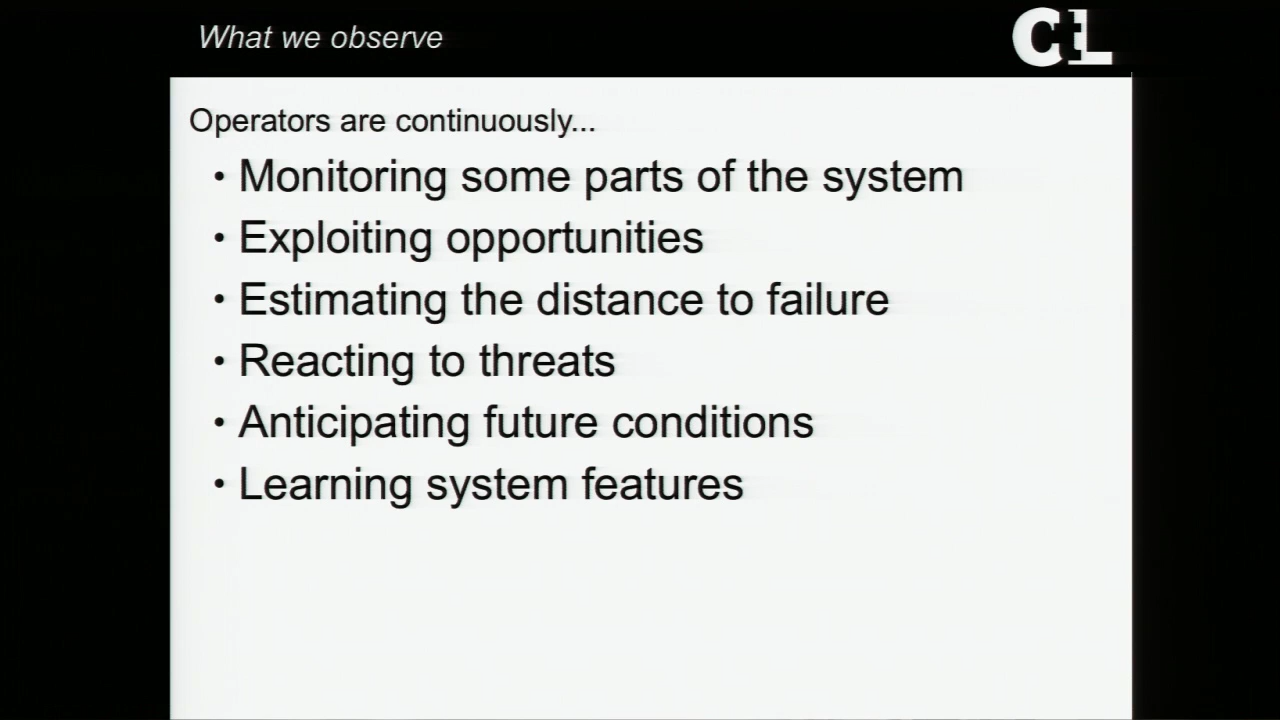 What we observe
CtL
Operators are continuously...
• Monitoring some parts of the system
• Exploiting opportunities
• Estimating the distance to failure
• Reacting to threats
• Anticipating future conditions
• Learning system features